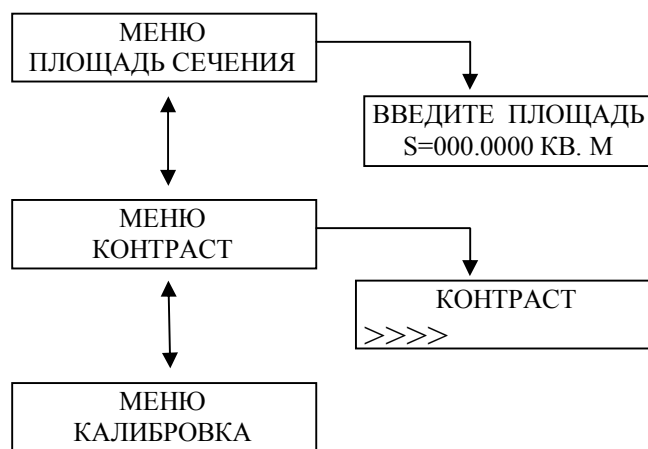 МЕНЮ
ПЛОЩАДЬ СЕЧЕНИЯ
ВВЕДИТЕ ПЛОЩАДЬ
S=000.0000 КВ. М
МЕНЮ
КОНТРАСТ
КОНТРАСТ
>>>>
МЕНЮ
КАЛИБРОВКА